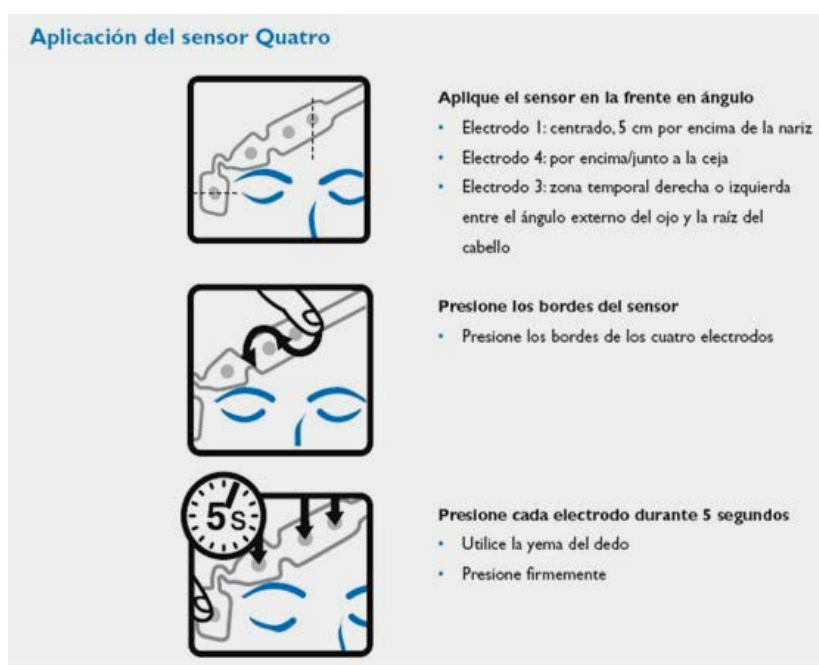 Aplicación del sensor Quatro
Aplique el sensor en la frente en ángulo
• Electrodo 1: centrado, 5 cm por encima de la nariz
• Electrodo 4: por encima/junto a la ceja
• Electrodo 3: zona temporal derecha o izquierda
entre el ángulo externo del ojo y la raíz del
cabello
Presione los bordes del sensor
• Presione los bordes de los cuatro electrodos
5 s.
Presione cada electrodo durante 5 segundos
• Utilice la yema del dedo
• Presione firmemente